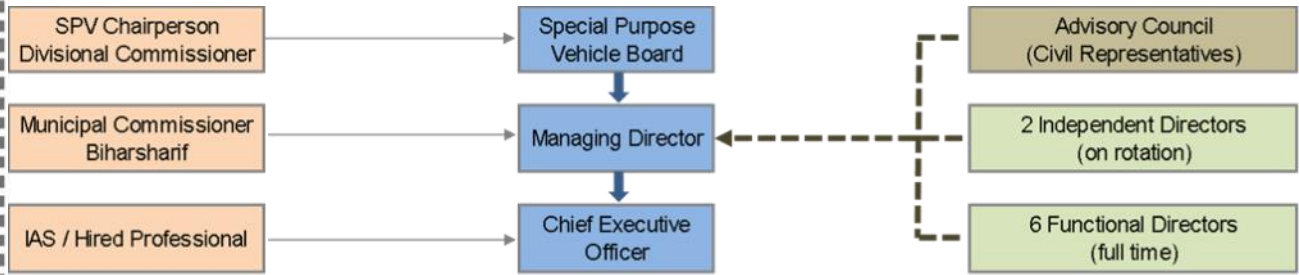 SPV Chairperson
Divisional Commissioner
Special Purpose
Vehicle Board
Advisory Council
(Civil Representatives)
Municipal Commissioner
Biharsharif
Managing Director
2 Independent Directors
(on rotation)
IAS / Hired Professional
Chief Executive
Officer
6 Functional Directors
(full time)